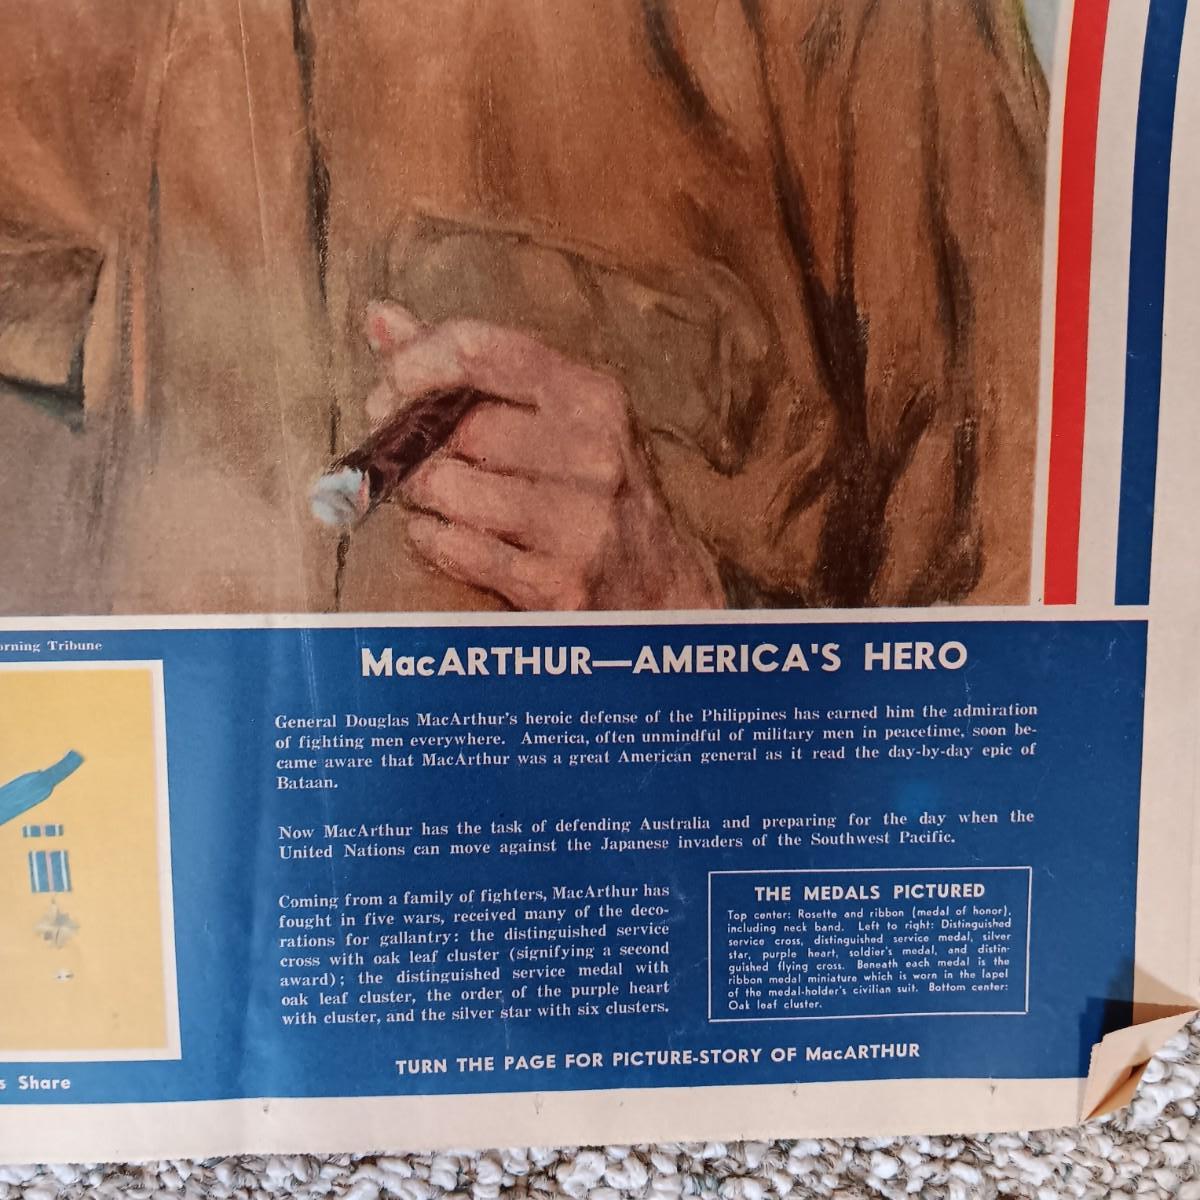 orning Tribune
s Share
MacARTHUR—AMERICA'S HERO
General Douglas MacArthur's heroic defense of the Philippines has earned him the admiration
of fighting men everywhere. America, often unmindful of military men in peacetime, soon be-
came aware that MacArthur was a great American general as it read the day-by-day epic of
Bataan.
Now MacArthur has the task of defending Australia and preparing for the day when the
United Nations can move against the Japanese invaders of the Southwest Pacific.
Coming from a family of fighters, MacArthur has
fought in five wars, received many of the deco-
rations for gallantry: the distinguished service
cross with oak leaf cluster (signifying a second
award); the distinguished service medal with
oak leaf cluster, the order of the purple heart
with cluster, and the silver star with six clusters.
THE MEDALS PICTURED
Top center: Rosette and ribbon (medal of honor),
including neck band. Left to right: Distinguished
service cross, distinguished service medal, silver
star, purple heart, soldier's medal, and distin-
guished flying cross. Beneath each medal is the
ribbon medal miniature which is worn in the lapel
of the medal-holder's civilian suit. Bottom center:
Oak leaf cluster.
TURN THE PAGE FOR PICTURE-STORY OF MacARTHUR